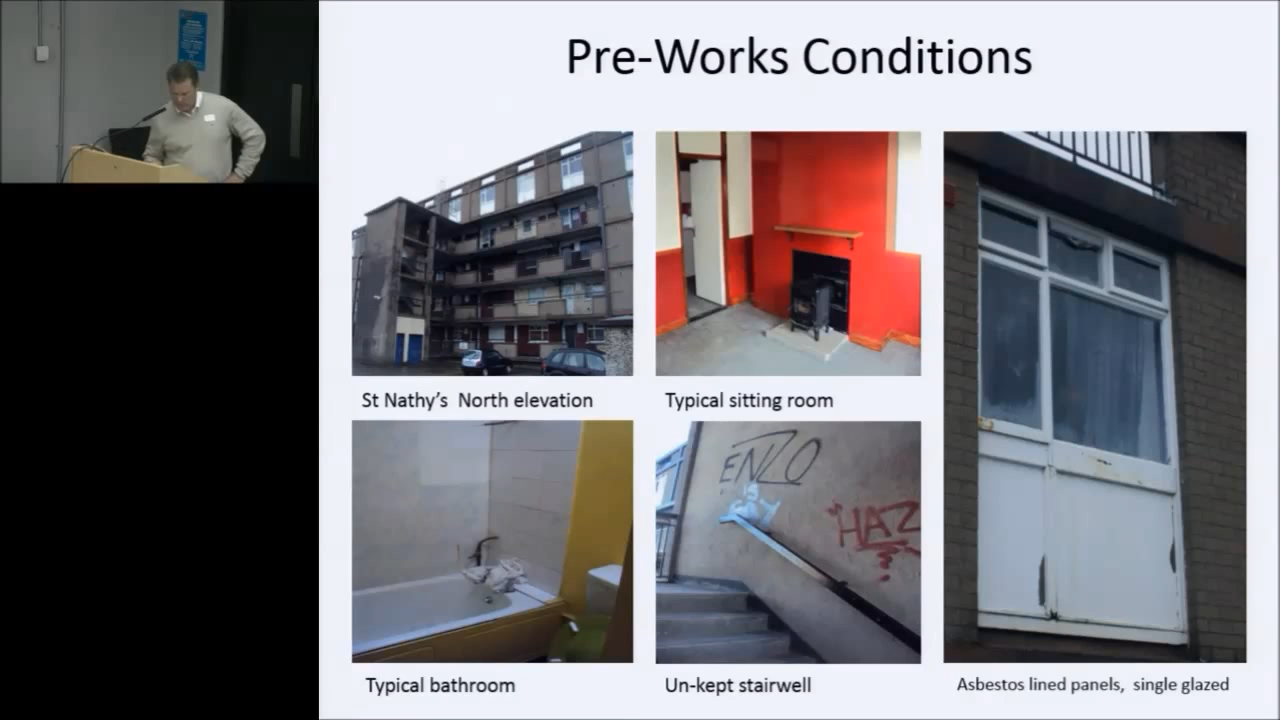 Pre-Works Conditions
St Nathy's North elevation
Typical sitting room
ENZO
HAZ
Typical bathroom
Un-kept stairwell
Asbestos lined panels, single glazed